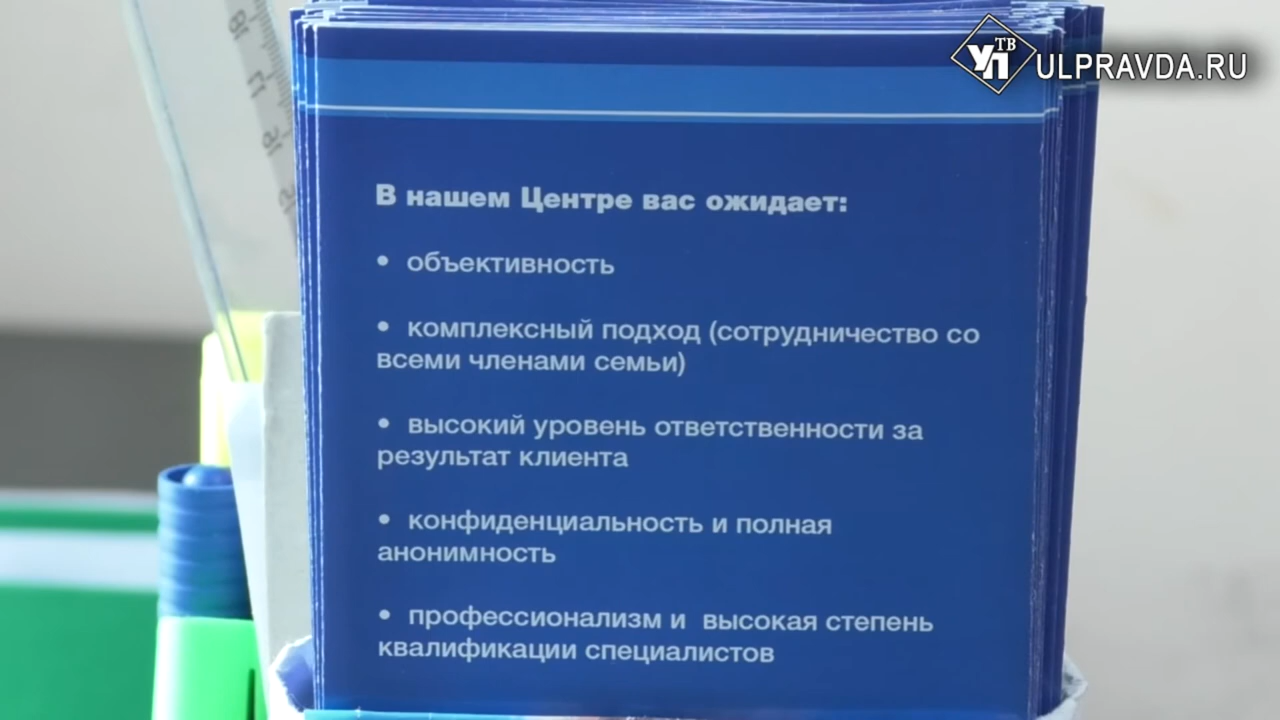 УП ТВ ULPRAVDA.RU
В нашем Центре вас ожидает:
• объективность
• комплексный подход (сотрудничество со
всеми членами семьи)
• высокий уровень ответственности за
результат клиента
• конфиденциальность и полная
анонимность
• профессионализм и высокая степень
квалификации специалистов